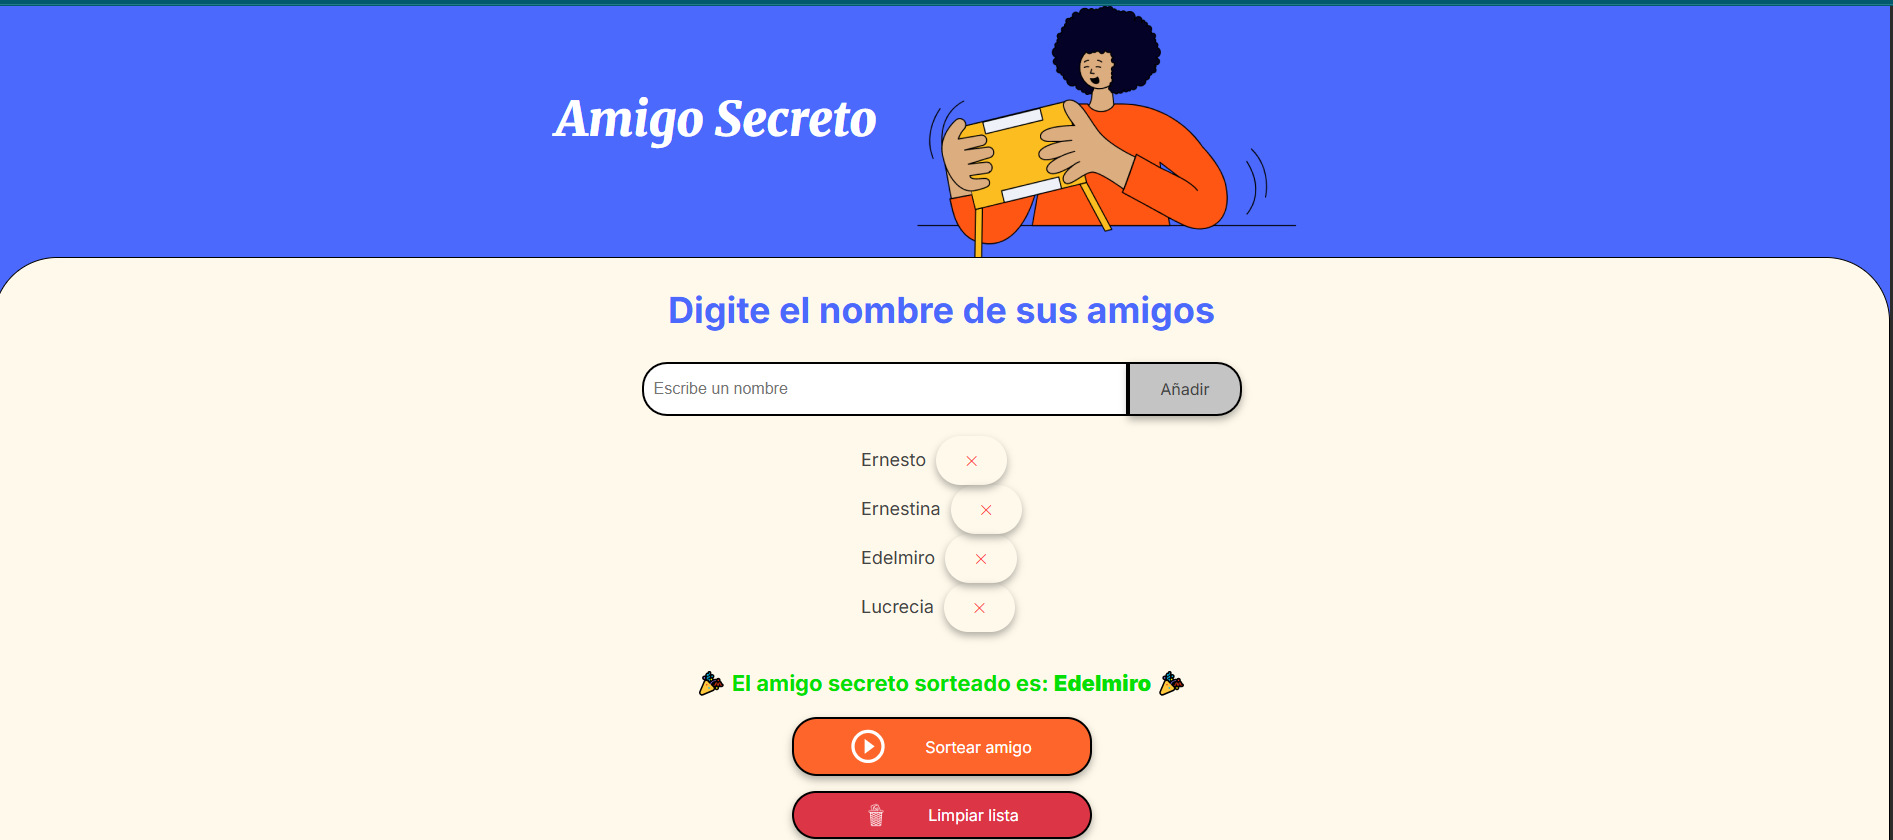 Amigo Secreto
Digite el nombre de sus amigos
Escribe un nombre
Añadir
Ernesto
Ernestina
Edelmiro
Lucrecia
🎉 El amigo secreto sorteado es: Edelmiro 🎉
Sortear amigo
Limpiar lista